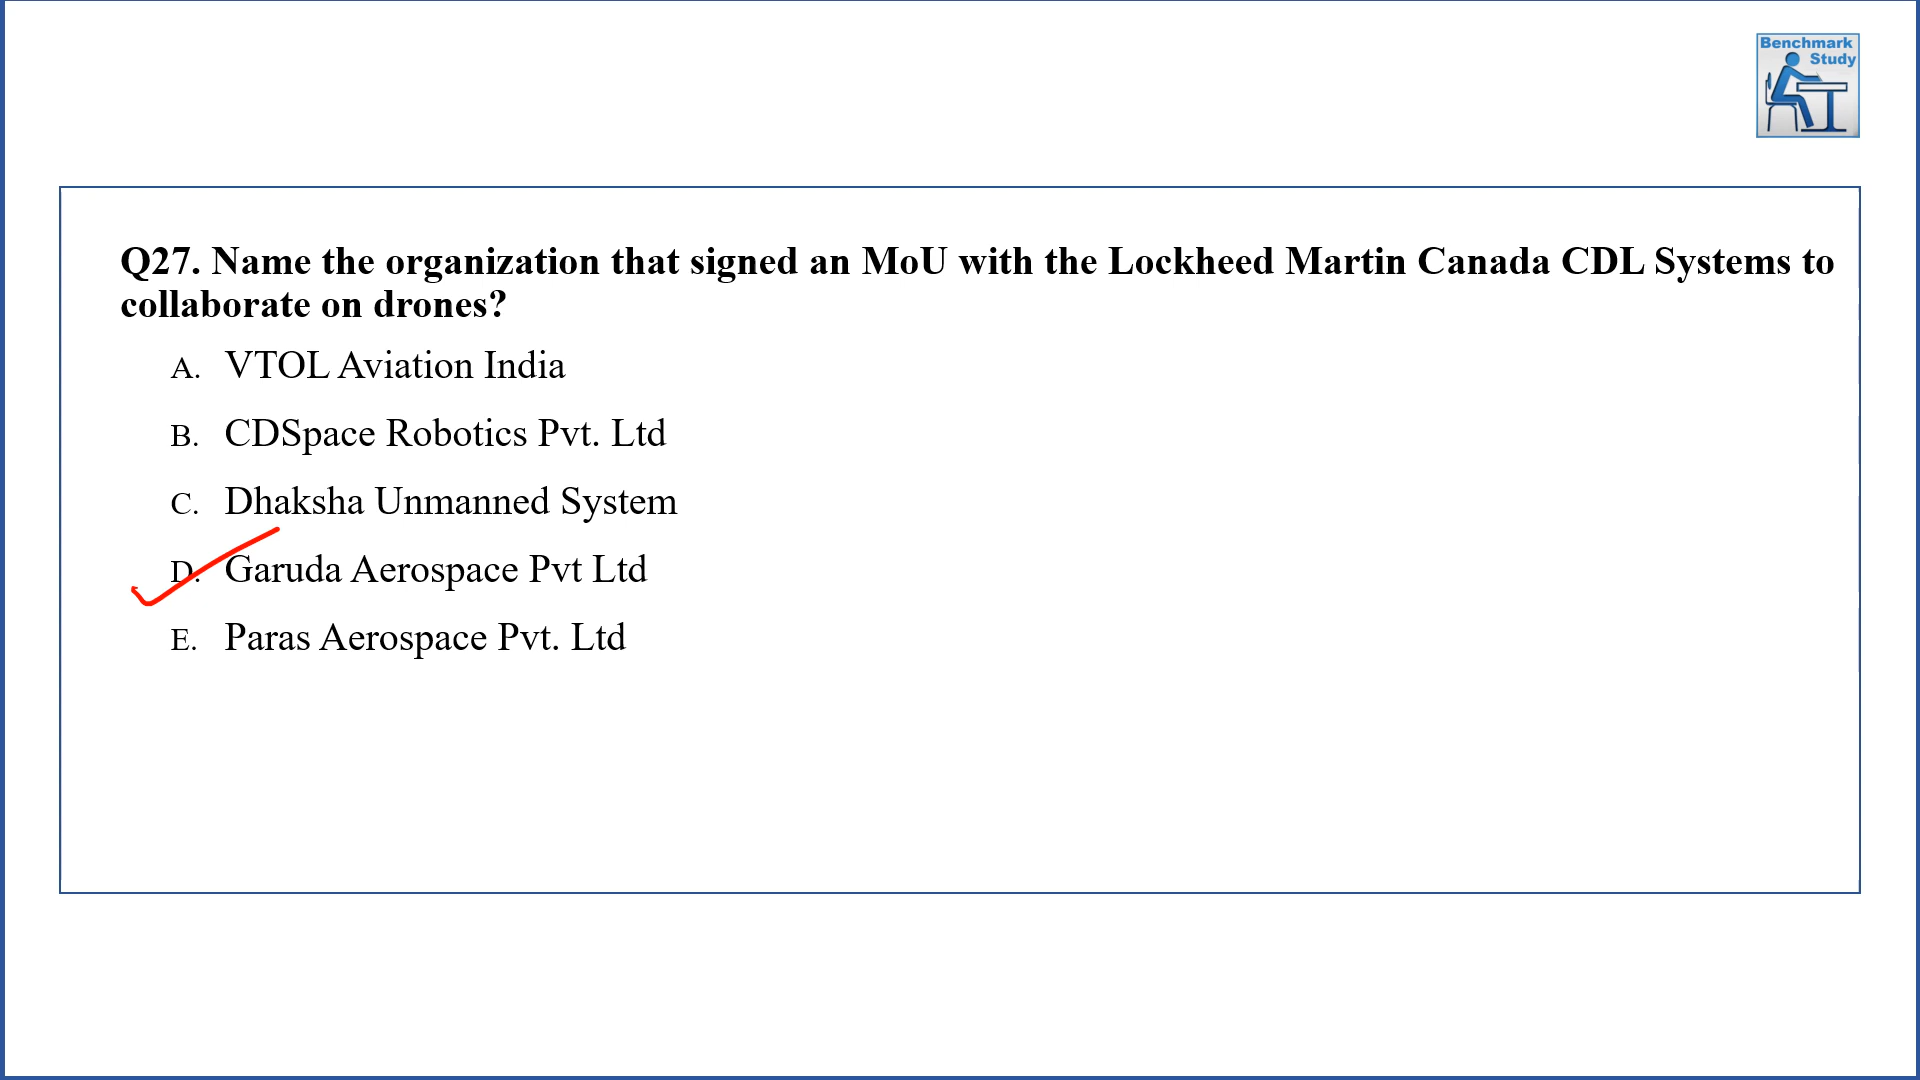 Benchmark
Study
Q27. Name the organization that signed an MoU with the Lockheed Martin Canada CDL Systems to
collaborate on drones?
A. VTOL Aviation India
B. CDSpace Robotics Pvt. Ltd
C. Dhaksha Unmanned System
D. Garuda Aerospace Pvt Ltd
E. Paras Aerospace Pvt. Ltd